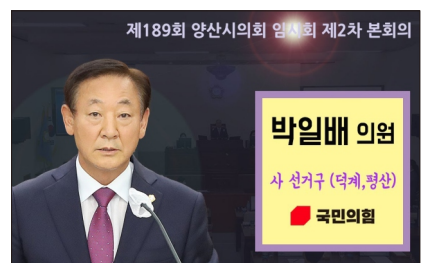 제189회 양산시의회 임시회 제2차 본회의
박일배 의원
사 선거구 (덕계,평산)
국민의힘